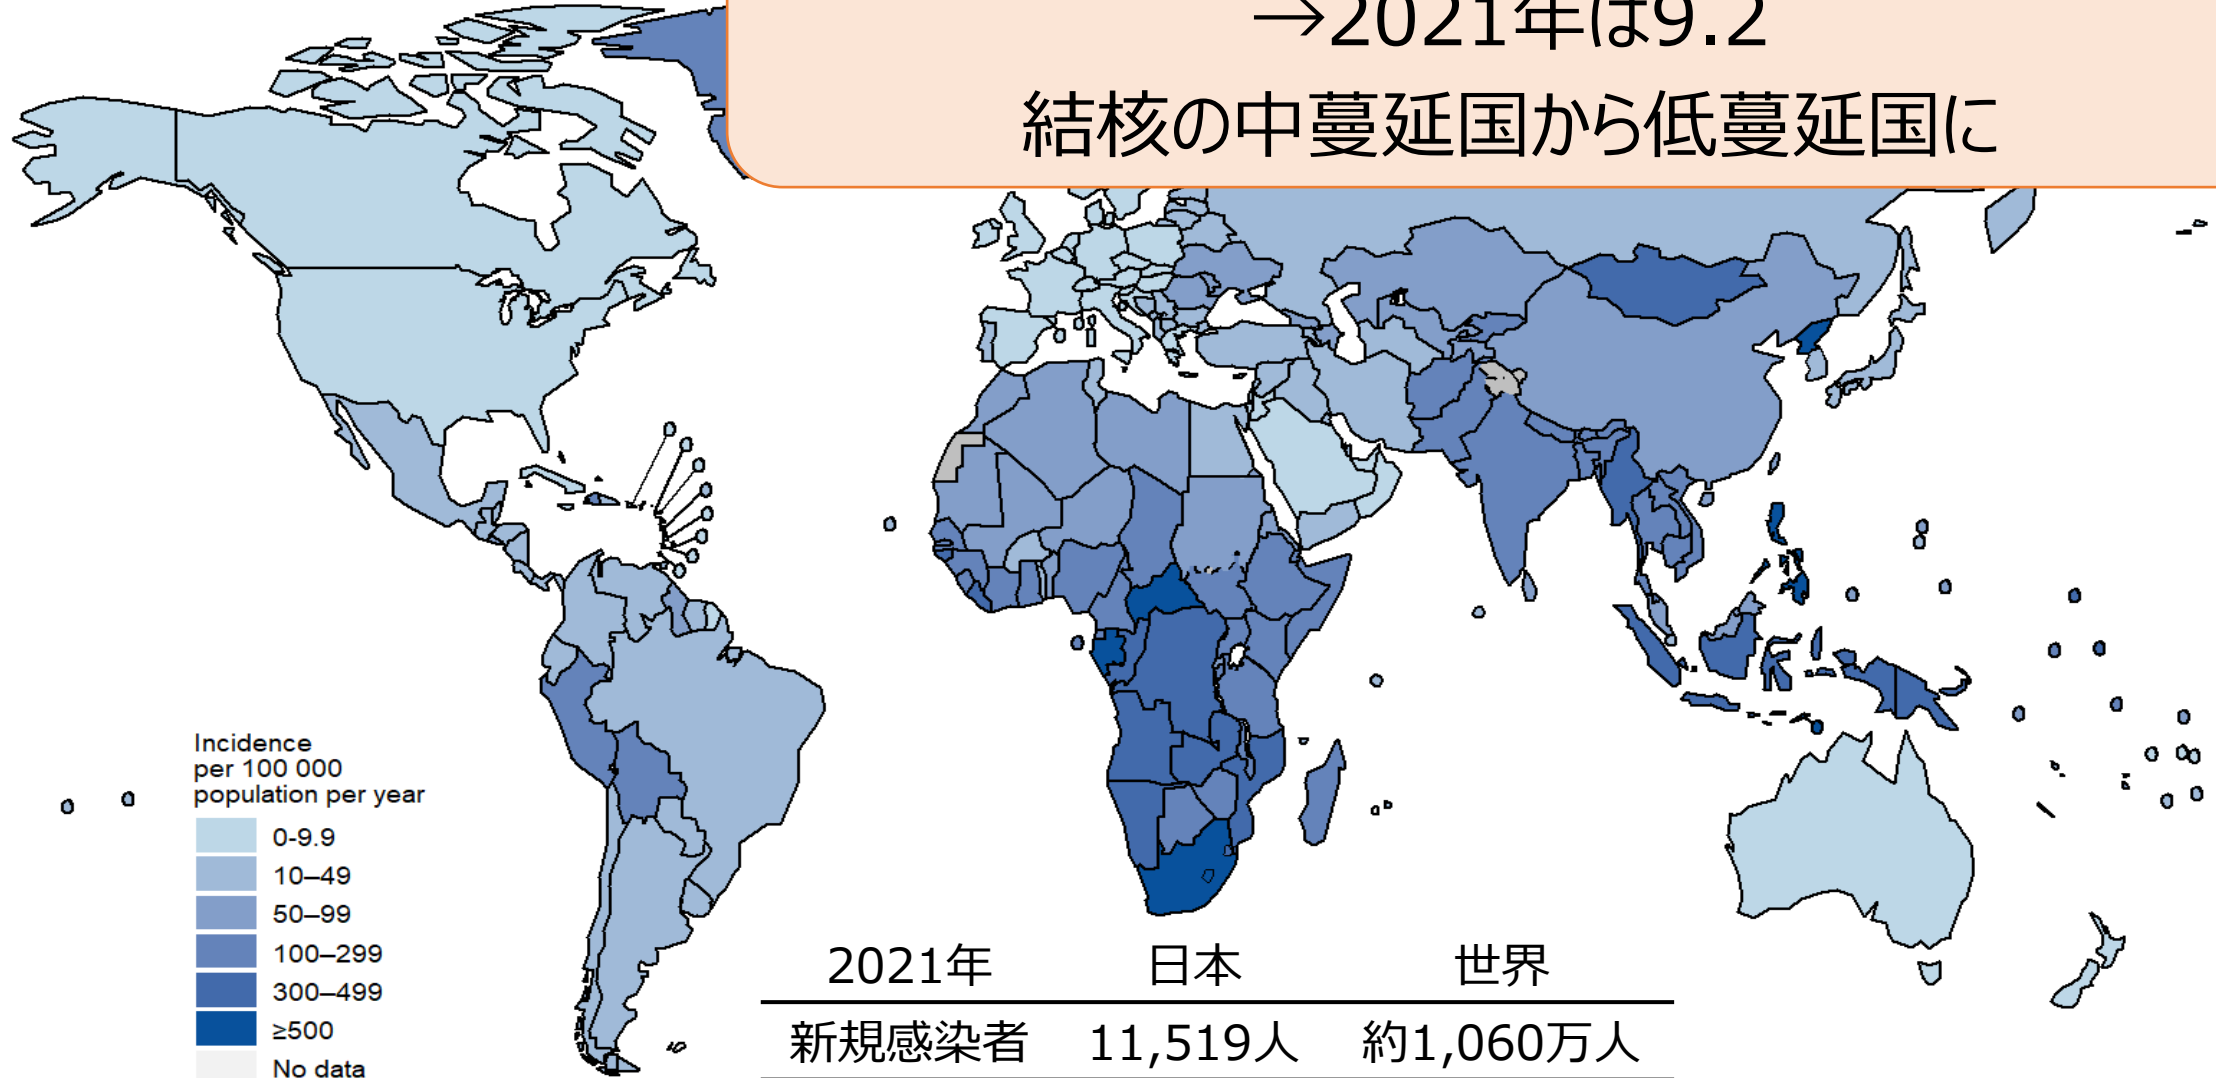 →2021年は9.2
結核の中蔓延国から低蔓延国に
Incidence
per 100 000
population per year
0-9.9
10–49
50–99
100–299
300–499
≥500
No data
2021年 日本 世界
新規感染者 11,519人 約1,060万人